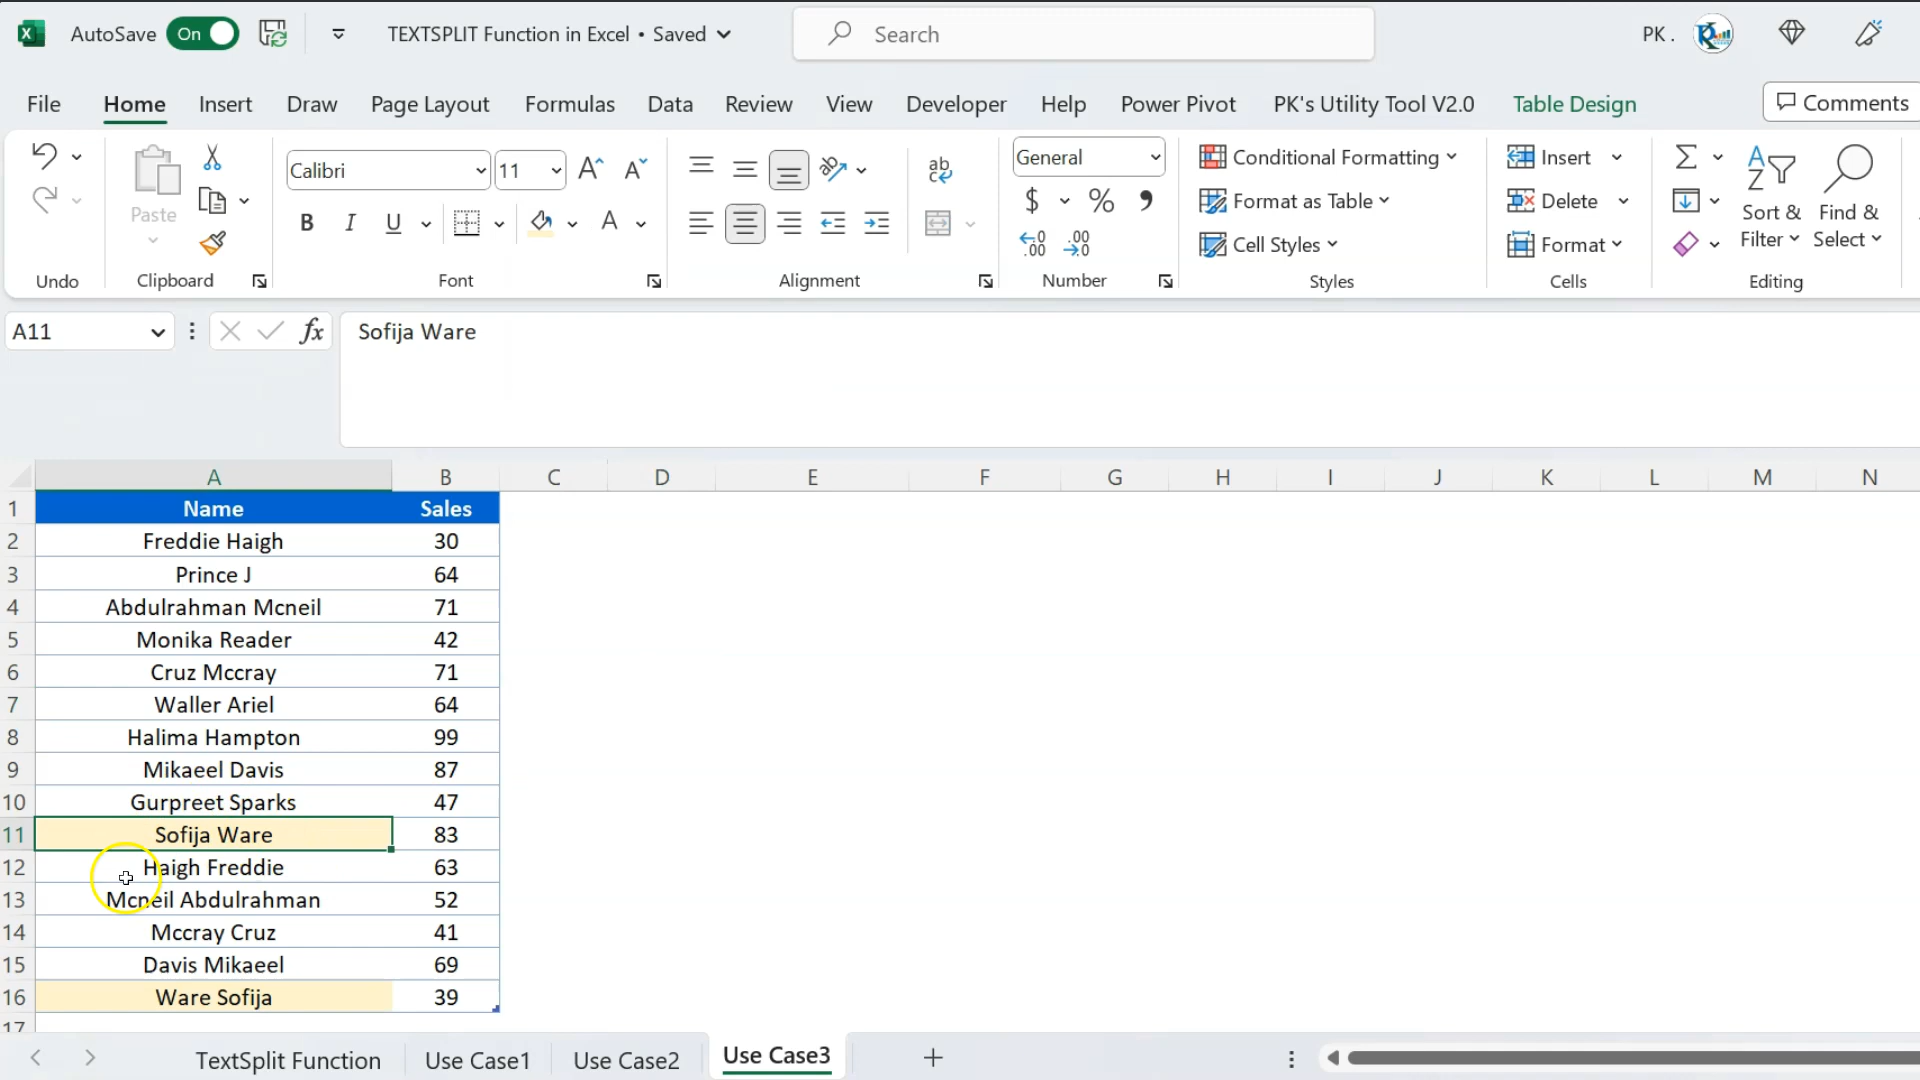 AutoSave On TEXTSPLIT Function in Excel • Saved Search PK .
File Home Insert Draw Page Layout Formulas Data Review View Developer Help Power Pivot PK's Utility Tool V2.0 Table Design Comments
Paste Calibri 11 General Conditional Formatting Insert
Format as Table Delete Sort & Find &
Cell Styles Format Filter Select
Undo Clipboard Font Alignment Number Styles Cells Editing
A11 fx Sofija Ware
A B C D E F G H I J K L M N
1 Name Sales
2 Freddie Haigh 30
3 Prince J 64
4 Abdulrahman Mcneil 71
5 Monika Reader 42
6 Cruz Mccray 71
7 Waller Ariel 64
8 Halima Hampton 99
9 Mikaeel Davis 87
10 Gurpreet Sparks 47
11 Sofija Ware 83
12 Haigh Freddie 63
13 Mcneil Abdulrahman 52
14 Mccray Cruz 41
15 Davis Mikaeel 69
16 Ware Sofija 39
17
TextSplit Function Use Case1 Use Case2 Use Case3